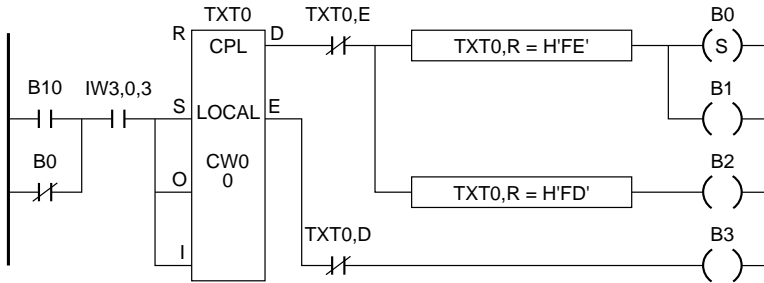 TXT0
TXT0,E
B0
R
CPL
D
TXT0,R = H'FE'
S
B10
IW3,0,3
B1
S
LOCAL
E
B0
CW0
0
B2
O
TXT0,R = H'FD'
TXT0,D
B3
I